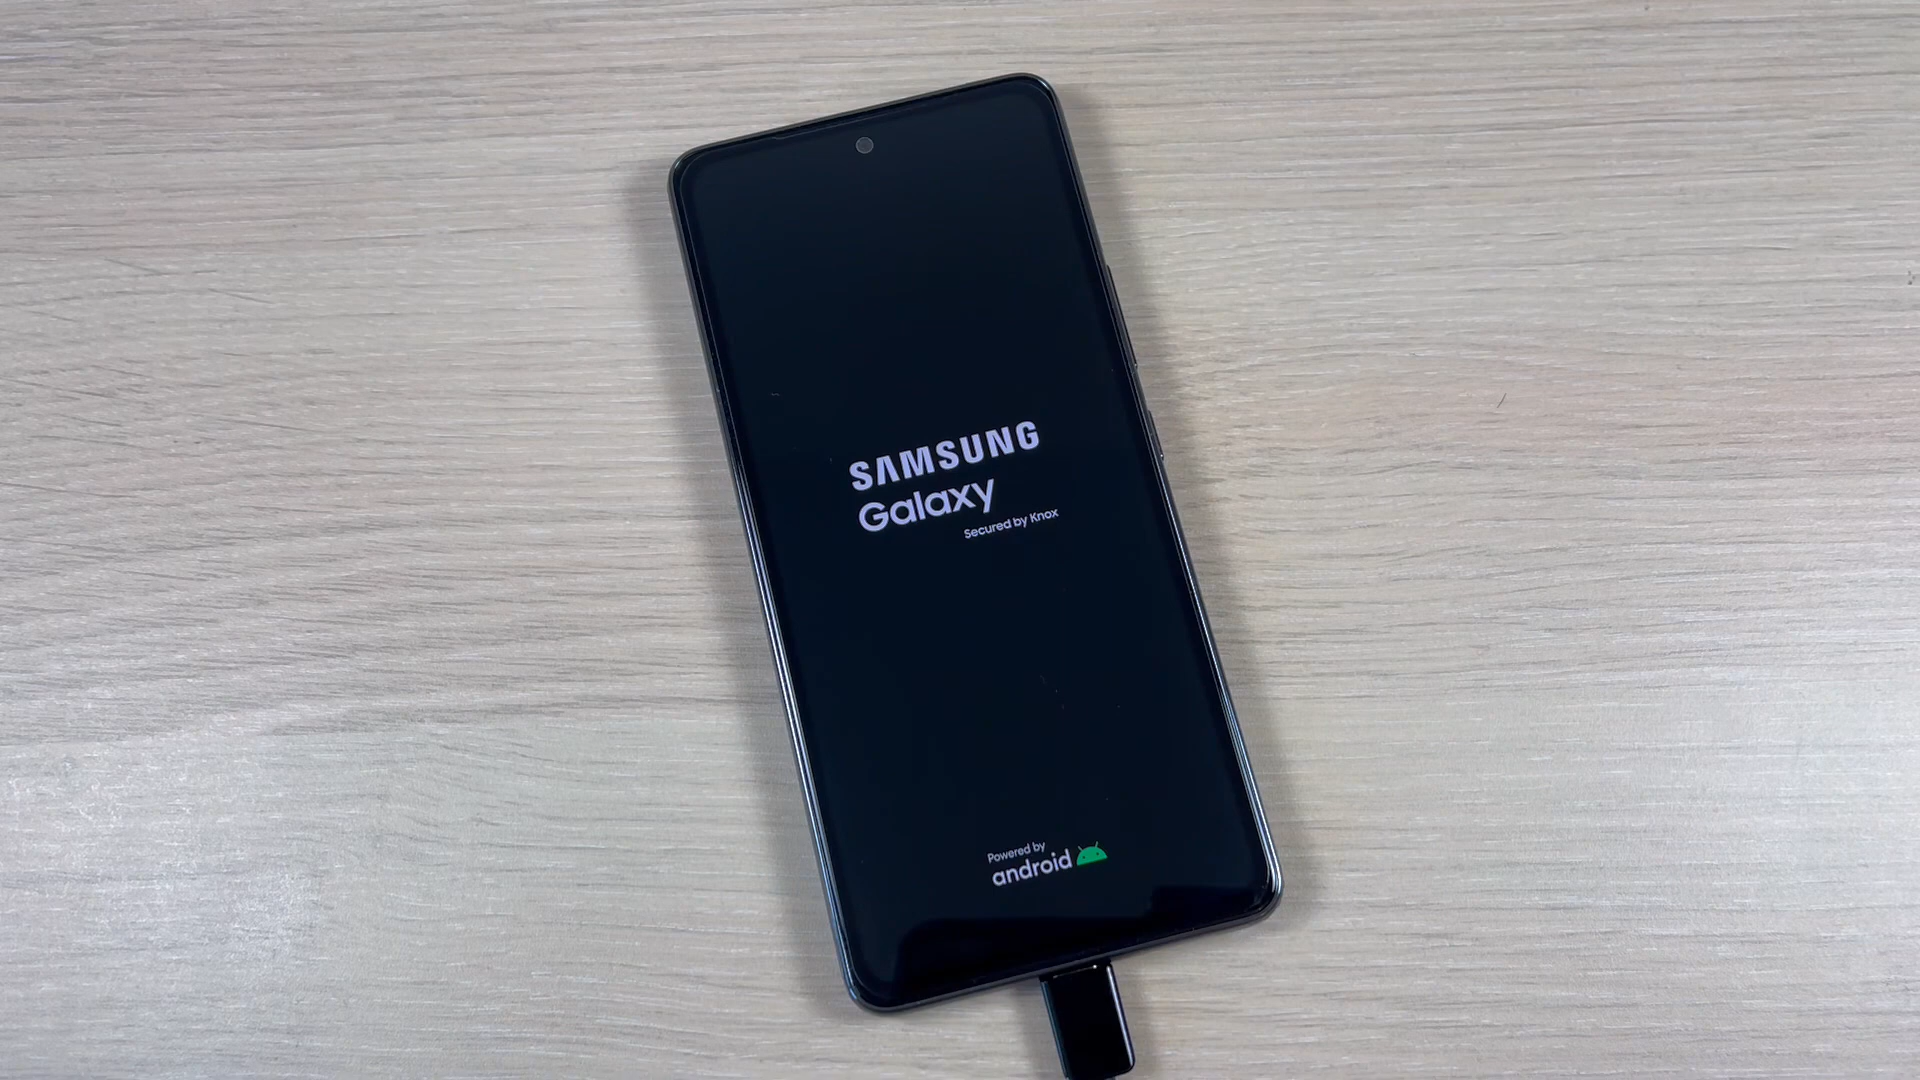 SAMSUNG
Galaxy
Secured by Knox
Powered by
android